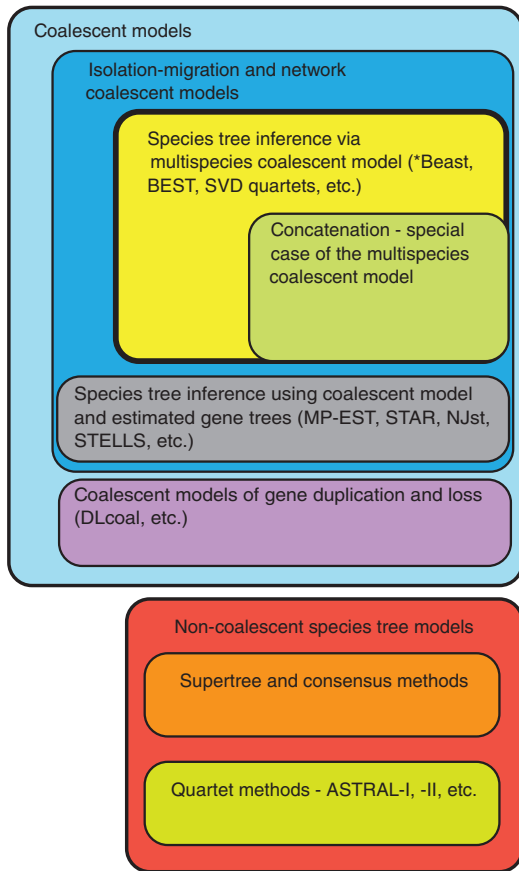 Coalescent models
Isolation-migration and network
coalescent models
Species tree inference via
multispecies coalescent model (*Beast,
BEST, SVD quartets, etc.)
Concatenation - special
case of the multispecies
coalescent model
Species tree inference using coalescent model
and estimated gene trees (MP-EST, STAR, NJst,
STELLS, etc.)
Coalescent models of gene duplication and loss
(DLcoal, etc.)
Non-coalescent species tree models
Supertree and consensus methods
Quartet methods - ASTRAL-I, -II, etc.